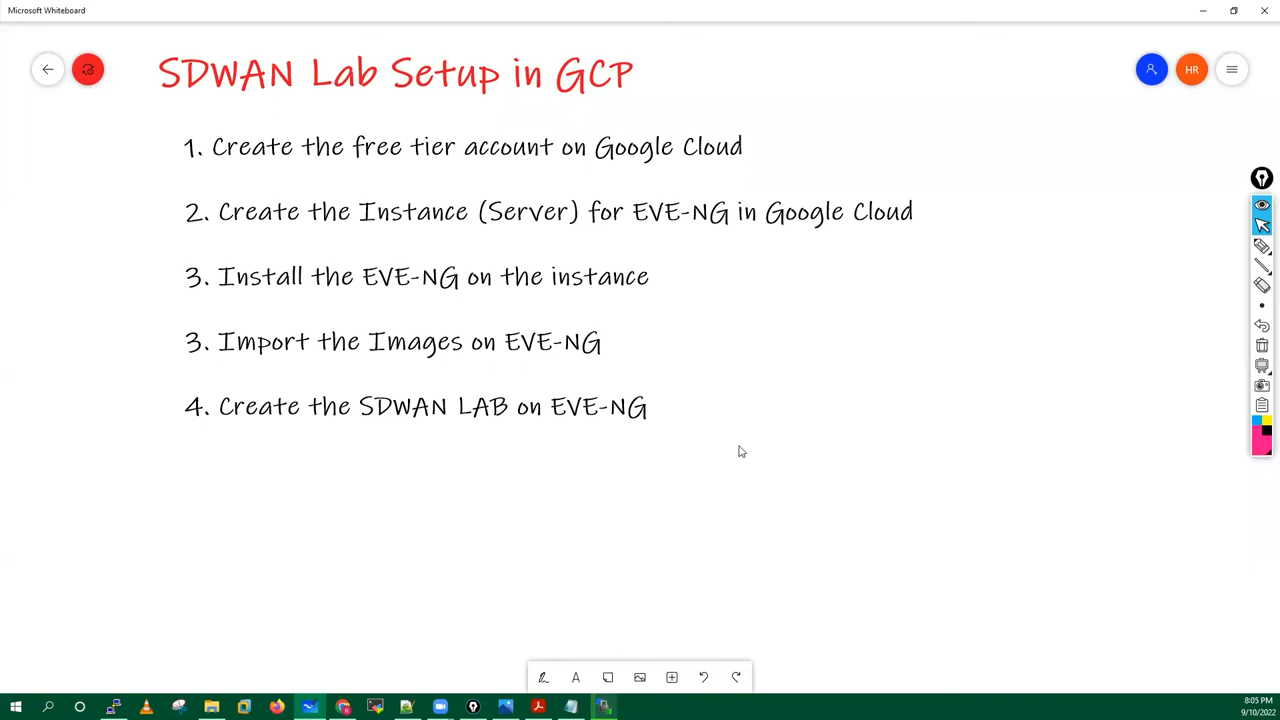 Microsoft Whiteboard
SDWAN Lab Setup in GCP
HR
1. Create the free tier account on Google Cloud
2. Create the Instance (Server) for EVE-NG in Google Cloud
3. Install the EVE-NG on the instance
3. Import the Images on EVE-NG
4. Create the SDWAN LAB on EVE-NG
A
8:05 PM
9/10/2022